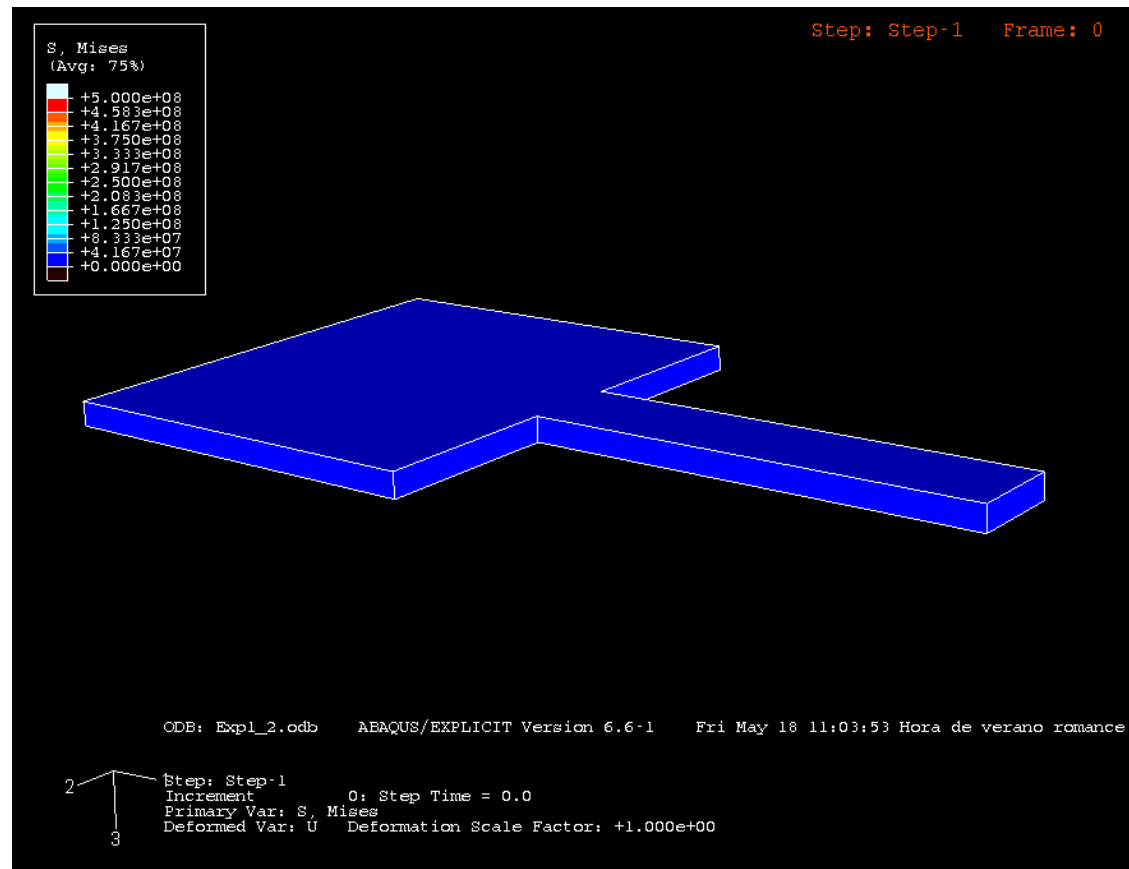 Step: Step-1   Frame: 0
S, Mises
(Avg: 75%)
+5.000e+08
+4.583e+08
+4.167e+08
+3.750e+08
+3.333e+08
+2.917e+08
+2.500e+08
+2.083e+08
+1.667e+08
+1.250e+08
+8.333e+07
+4.167e+07
+0.000e+00
ODB: Exp1_2.odb   ABAQUS/EXPLICIT Version 6.6-1   Fri May 18 11:03:53 Hora de verano romance
2
1
3
Step: Step-1
Increment   0: Step Time = 0.0
Primary Var: S, Mises
Deformed Var: U   Deformation Scale Factor: +1.000e+00